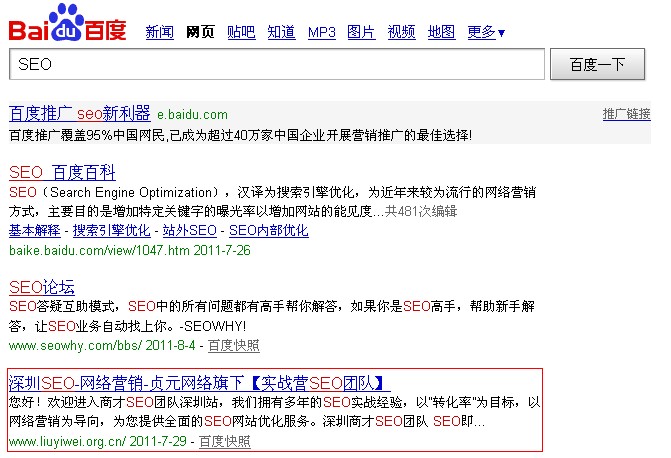 Bai du 百度 新闻 网页 贴吧 知道 MP3 图片 视频 地图 更多▼
SEO 百度一下
百度推广 seo新利器 e.baidu.com 推广链接
百度推广覆盖95%中国网民,已成为超过40万家中国企业开展营销推广的最佳选择!
SEO_百度百科
SEO（Search Engine Optimization），汉译为搜索引擎优化，为近年来较为流行的网络营销
方式，主要目的是增加特定关键字的曝光率以增加网站的能见度...共481次编辑
基本解释 - 搜索引擎优化 - 站外SEO - SEO内部优化
baike.baidu.com/view/1047.htm 2011-7-26
SEO论坛
SEO答疑互助模式，SEO中的所有问题都有高手帮你解答，如果你是SEO高手，帮助新手解
答，让SEO业务自动找上你。-SEOWHY!
www.seowhy.com/bbs/ 2011-8-4 - 百度快照
深圳SEO-网络营销-贞元网络旗下【实战营SEO团队】
您好！欢迎进入商才SEO团队深圳站，我们拥有多年的SEO实战经验，以"转化率"为目标，以
网络营销为导向，为您提供全面的SEO网站优化服务。深圳商才SEO团队 SEO即...
www.liuyiwei.org.cn/ 2011-7-29 - 百度快照